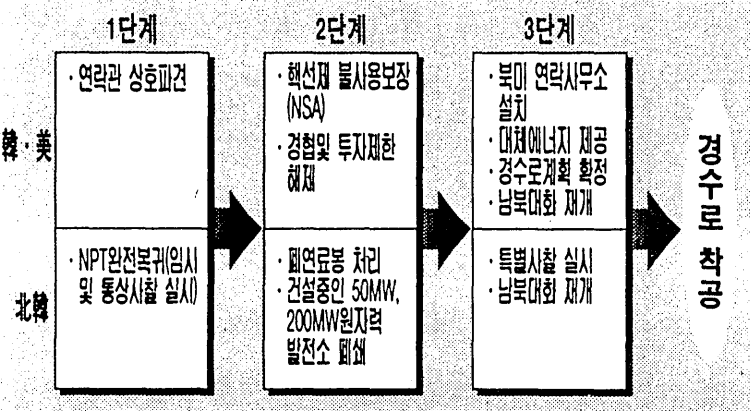 1단계
2단계
3단계
韓·美
· 연락관 상호파견
· 핵선제 불사용보장
(NSA)
· 경협및 투자제한
해제
· 북미 연락사무소
설치
· 대체에너지 제공
· 경수로계획 확정
· 남북대화 재개
北韓
· NPT완전복귀(임시
및 통상사찰 실시)
· 폐연료봉 처리
· 건설중인 50MW,
200MW원자력
발전소 폐쇄
· 특별사찰 실시
· 남북대화 재개
경수로 착공